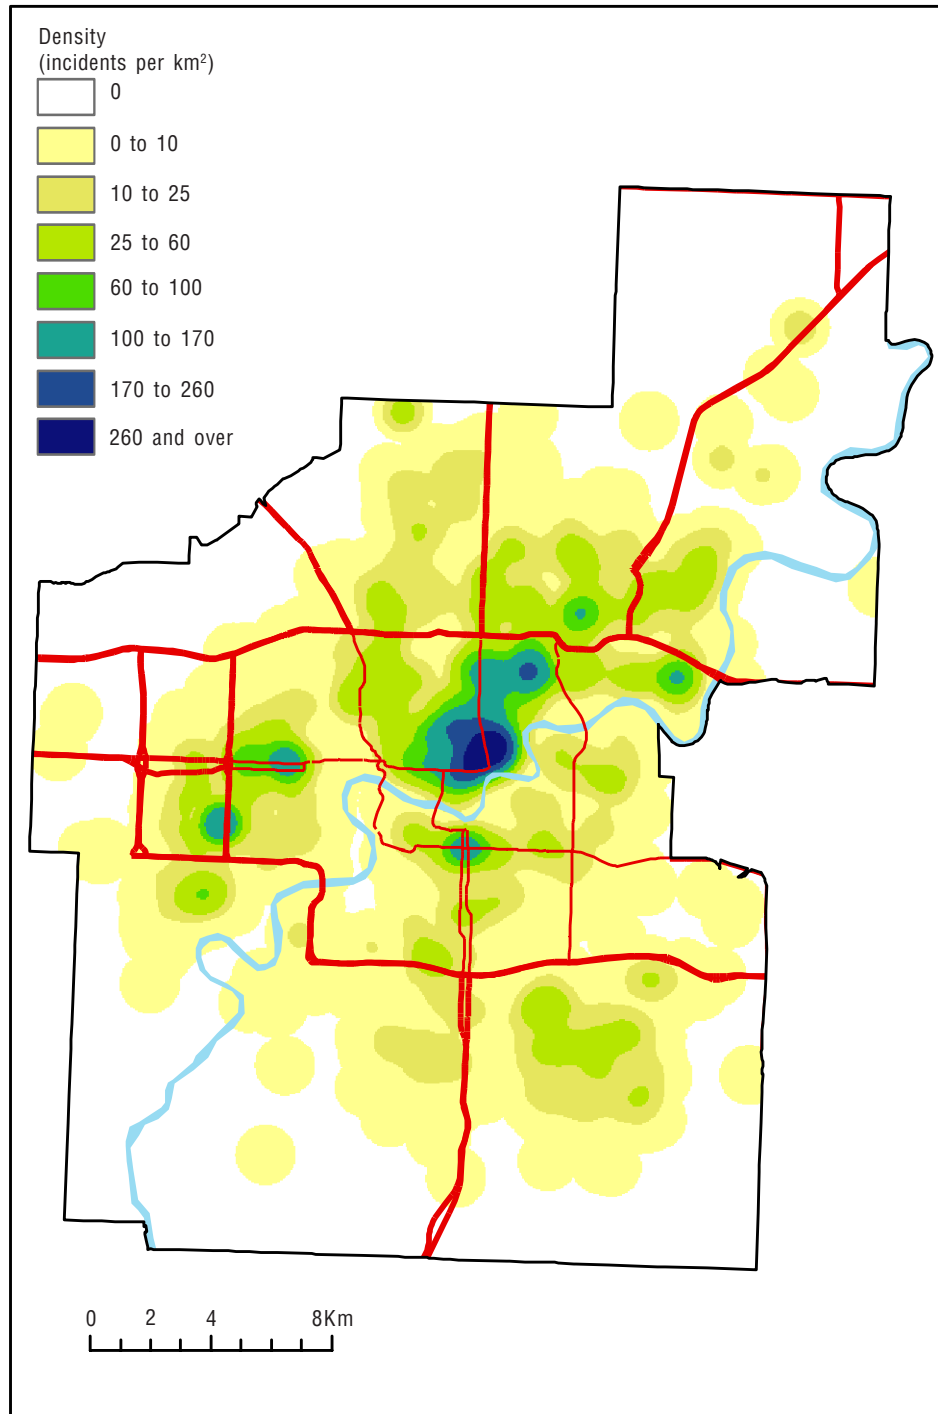 Density
(incidents per km²)
0
0 to 10
10 to 25
25 to 60
60 to 100
100 to 170
170 to 260
260 and over
0 2 4 8Km